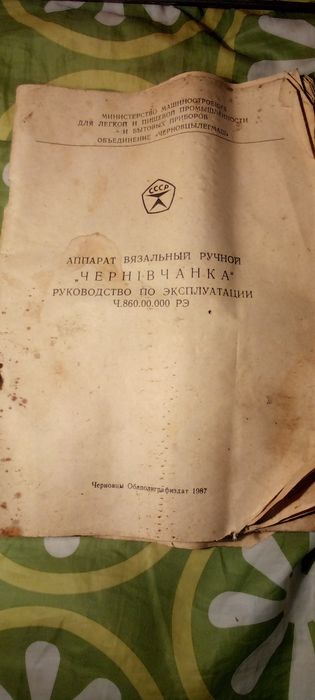 МИНИСТЕРСТВО МАШИНОСТРОЕНИЯ
ДЛЯ ЛЕГКОЙ И ПИЩЕВОЙ ПРОМЫШЛЕННОСТИ
И БЫТОВЫХ ПРИБОРОВ
ОБЪЕДИНЕНИЕ «ЧЕРНОВЦЫЛЕГМАШ»
СССР
АППАРАТ ВЯЗАЛЬНЫЙ РУЧНОЙ
„ЧЕРНІВЧАНКА“
РУКОВОДСТВО ПО ЭКСПЛУАТАЦИИ
Ч.860.00.000 РЭ
Черновцы Облполиграфиздат 1987